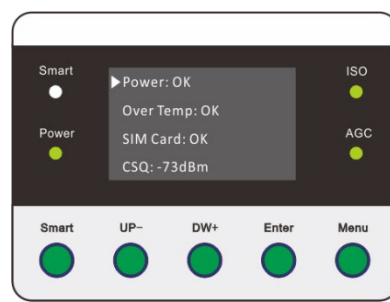 Smart
ISO
▶Power: OK
Over Temp: OK
Power
AGC
SIM Card: OK
CSQ: -73dBm
Smart
UP−
DW+
Enter
Menu